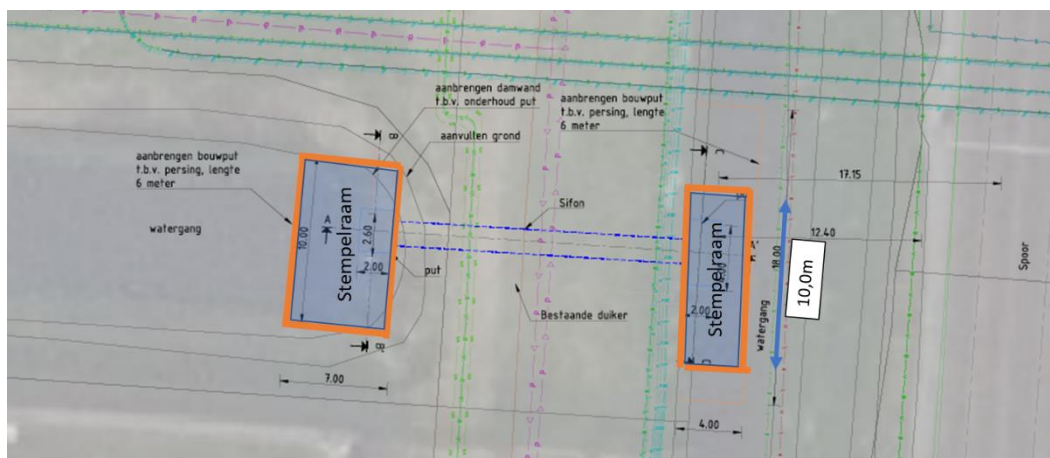 aanbrengen damwand
t.b.v. onderhoud put
aanbrengen bouwput
t.b.v. persing, lengte
6 meter
B
aanvullen grond
C
aanbrengen bouwput
t.b.v. persing, lengte
6 meter
17.15
Sifon
A
watergang
10.00
2.60
Stempelraam
2.00
put
12.40
Spoor
Stempelraam
2.00
18.00
10,0m
watergang
Bestaande duiker
B'
C
7.00
4.00